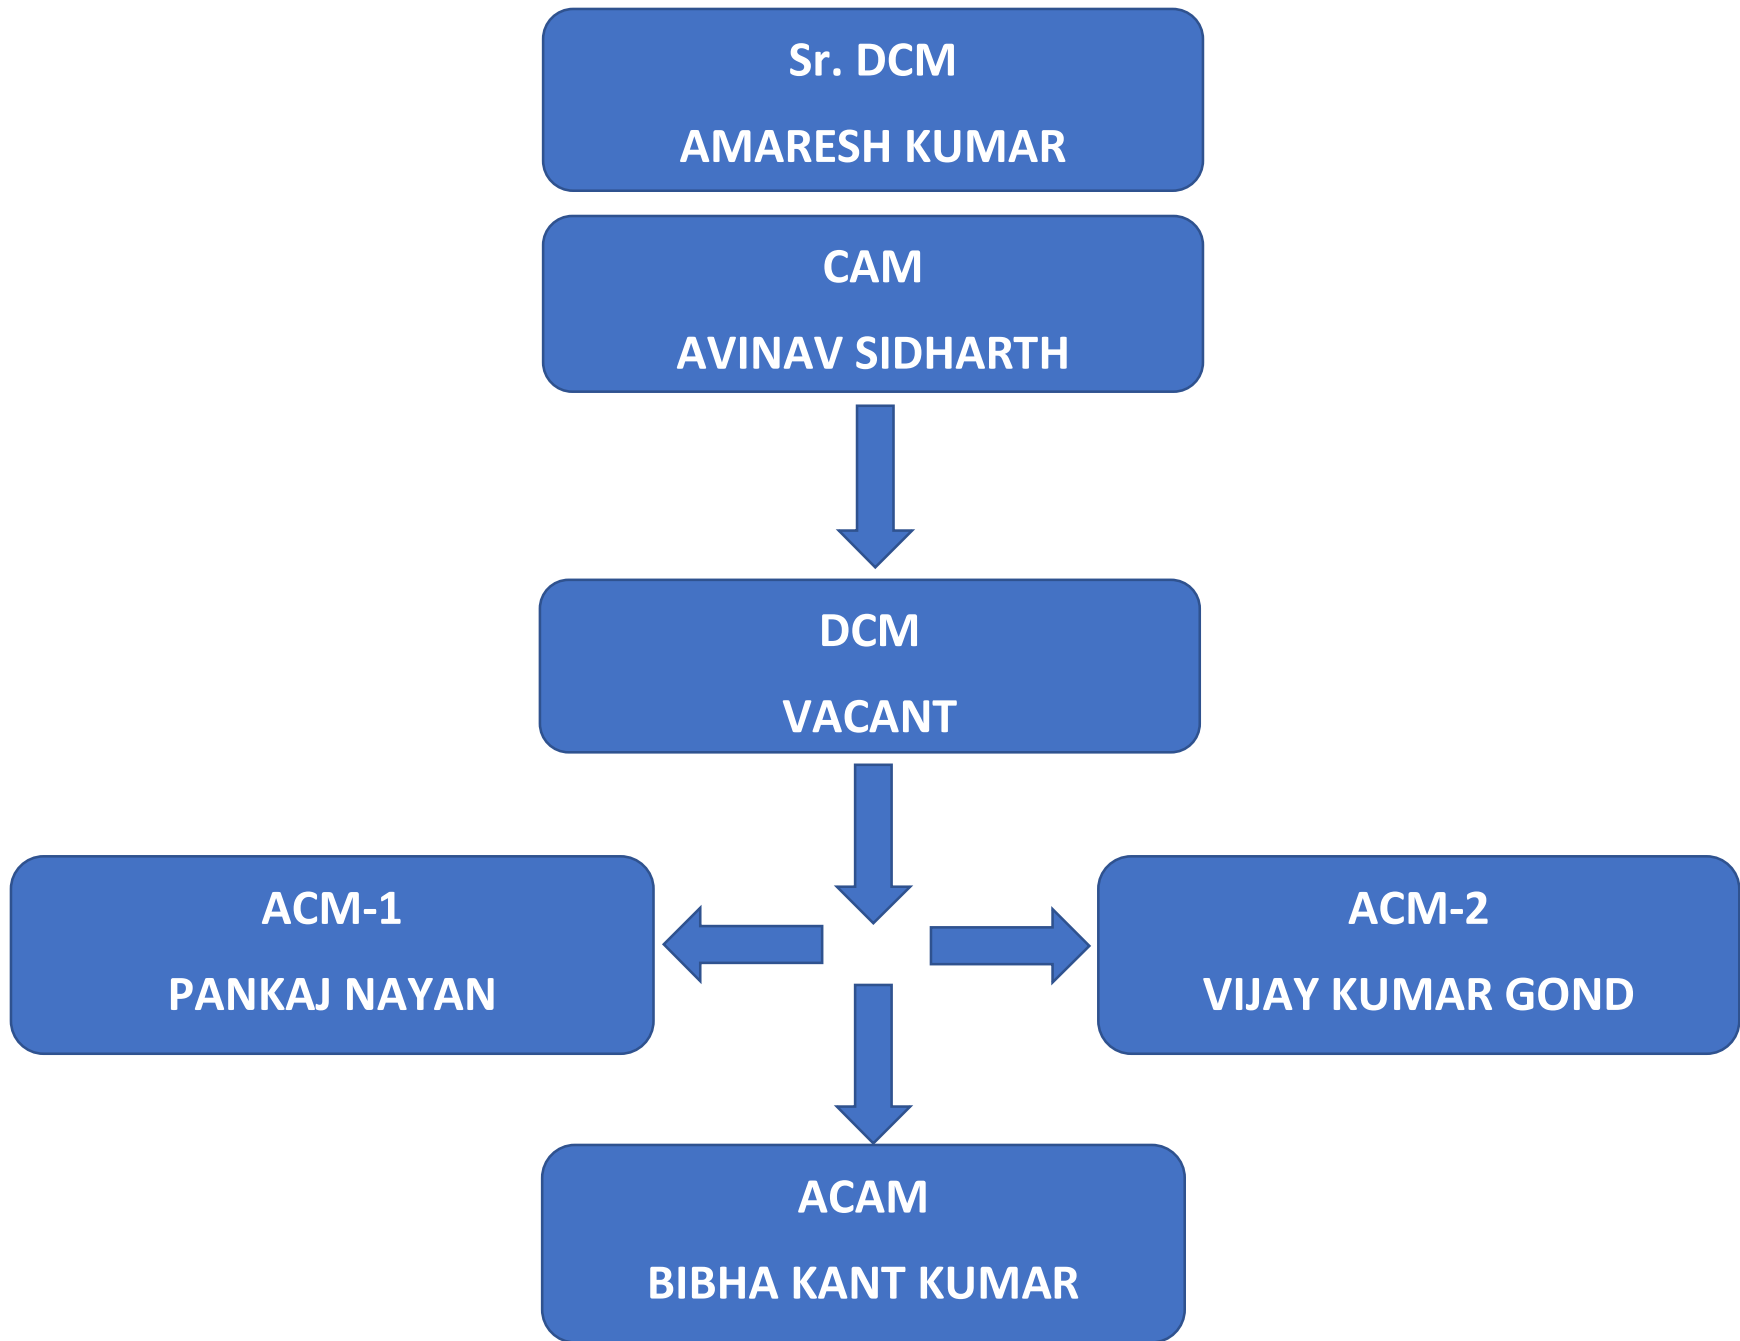 Sr. DCM
AMARESH KUMAR
CAM
AVINAV SIDHARTH
DCM
VACANT
ACM-1
PANKAJ NAYAN
ACM-2
VIJAY KUMAR GOND
ACAM
BIBHA KANT KUMAR